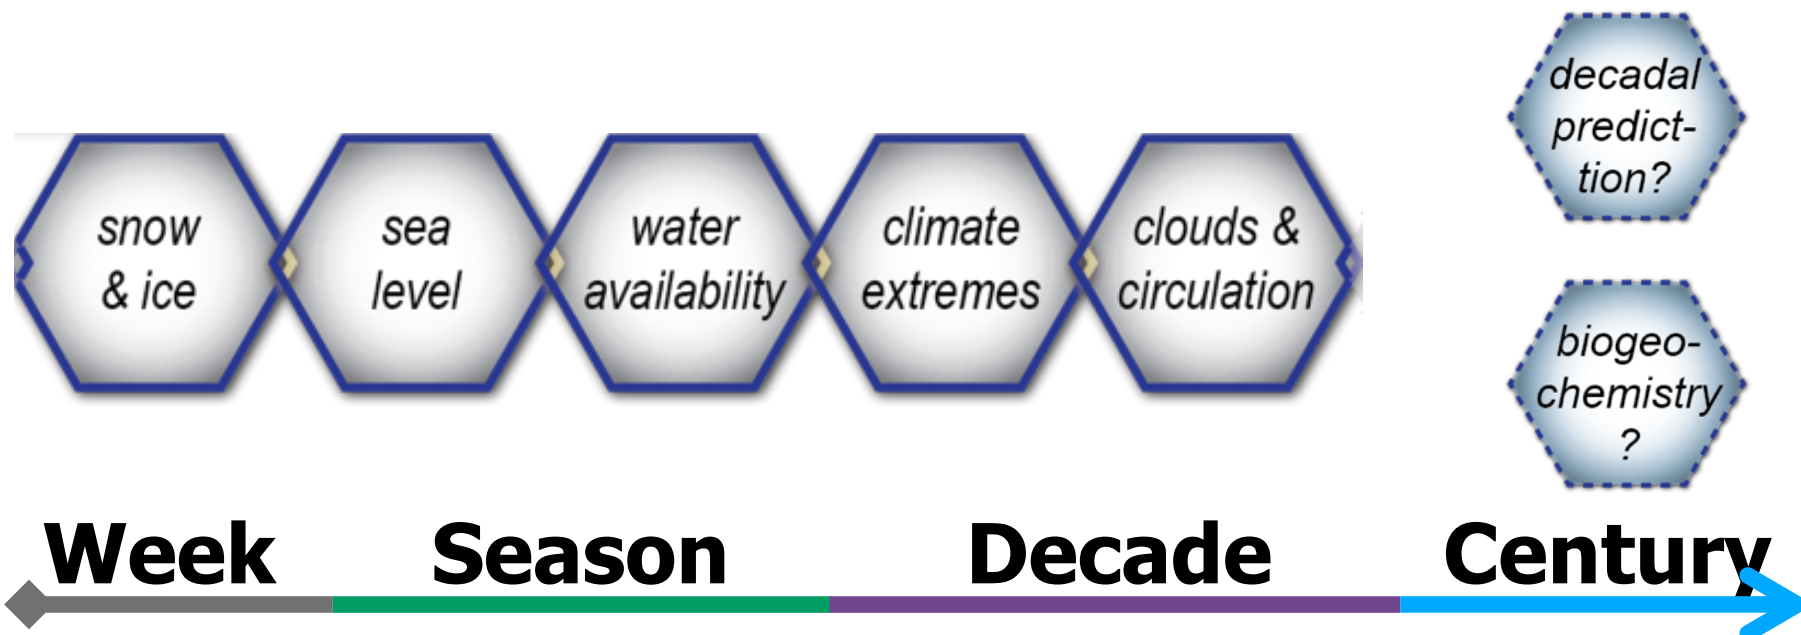 snow
& ice
sea
level
water
availability
climate
extremes
clouds &
circulation
decadal
predict-
tion?
biogeo-
chemistry
?
Week
Season
Decade
Century